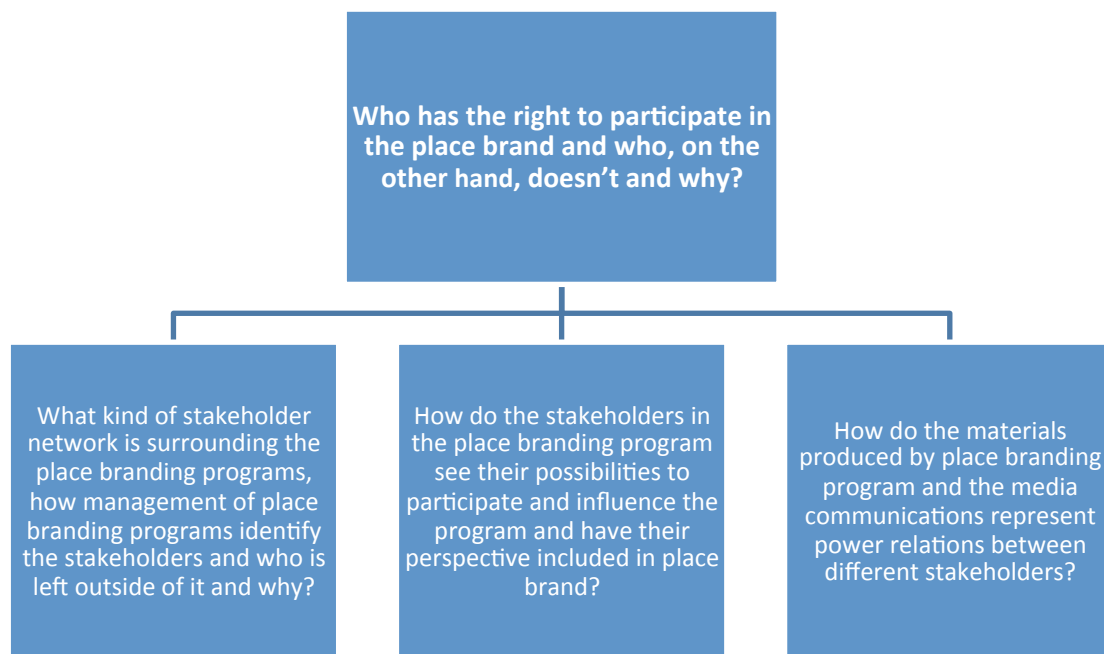 Who has the right to participate in
the place brand and who, on the
other hand, doesn’t and why?
What kind of stakeholder
network is surrounding the
place branding programs,
how management of place
branding programs identify
the stakeholders and who is
left outside of it and why?
How do the stakeholders in
the place branding program
see their possibilities to
participate and influence the
program and have their
perspective included in place
brand?
How do the materials
produced by place branding
program and the media
communications represent
power relations between
different stakeholders?